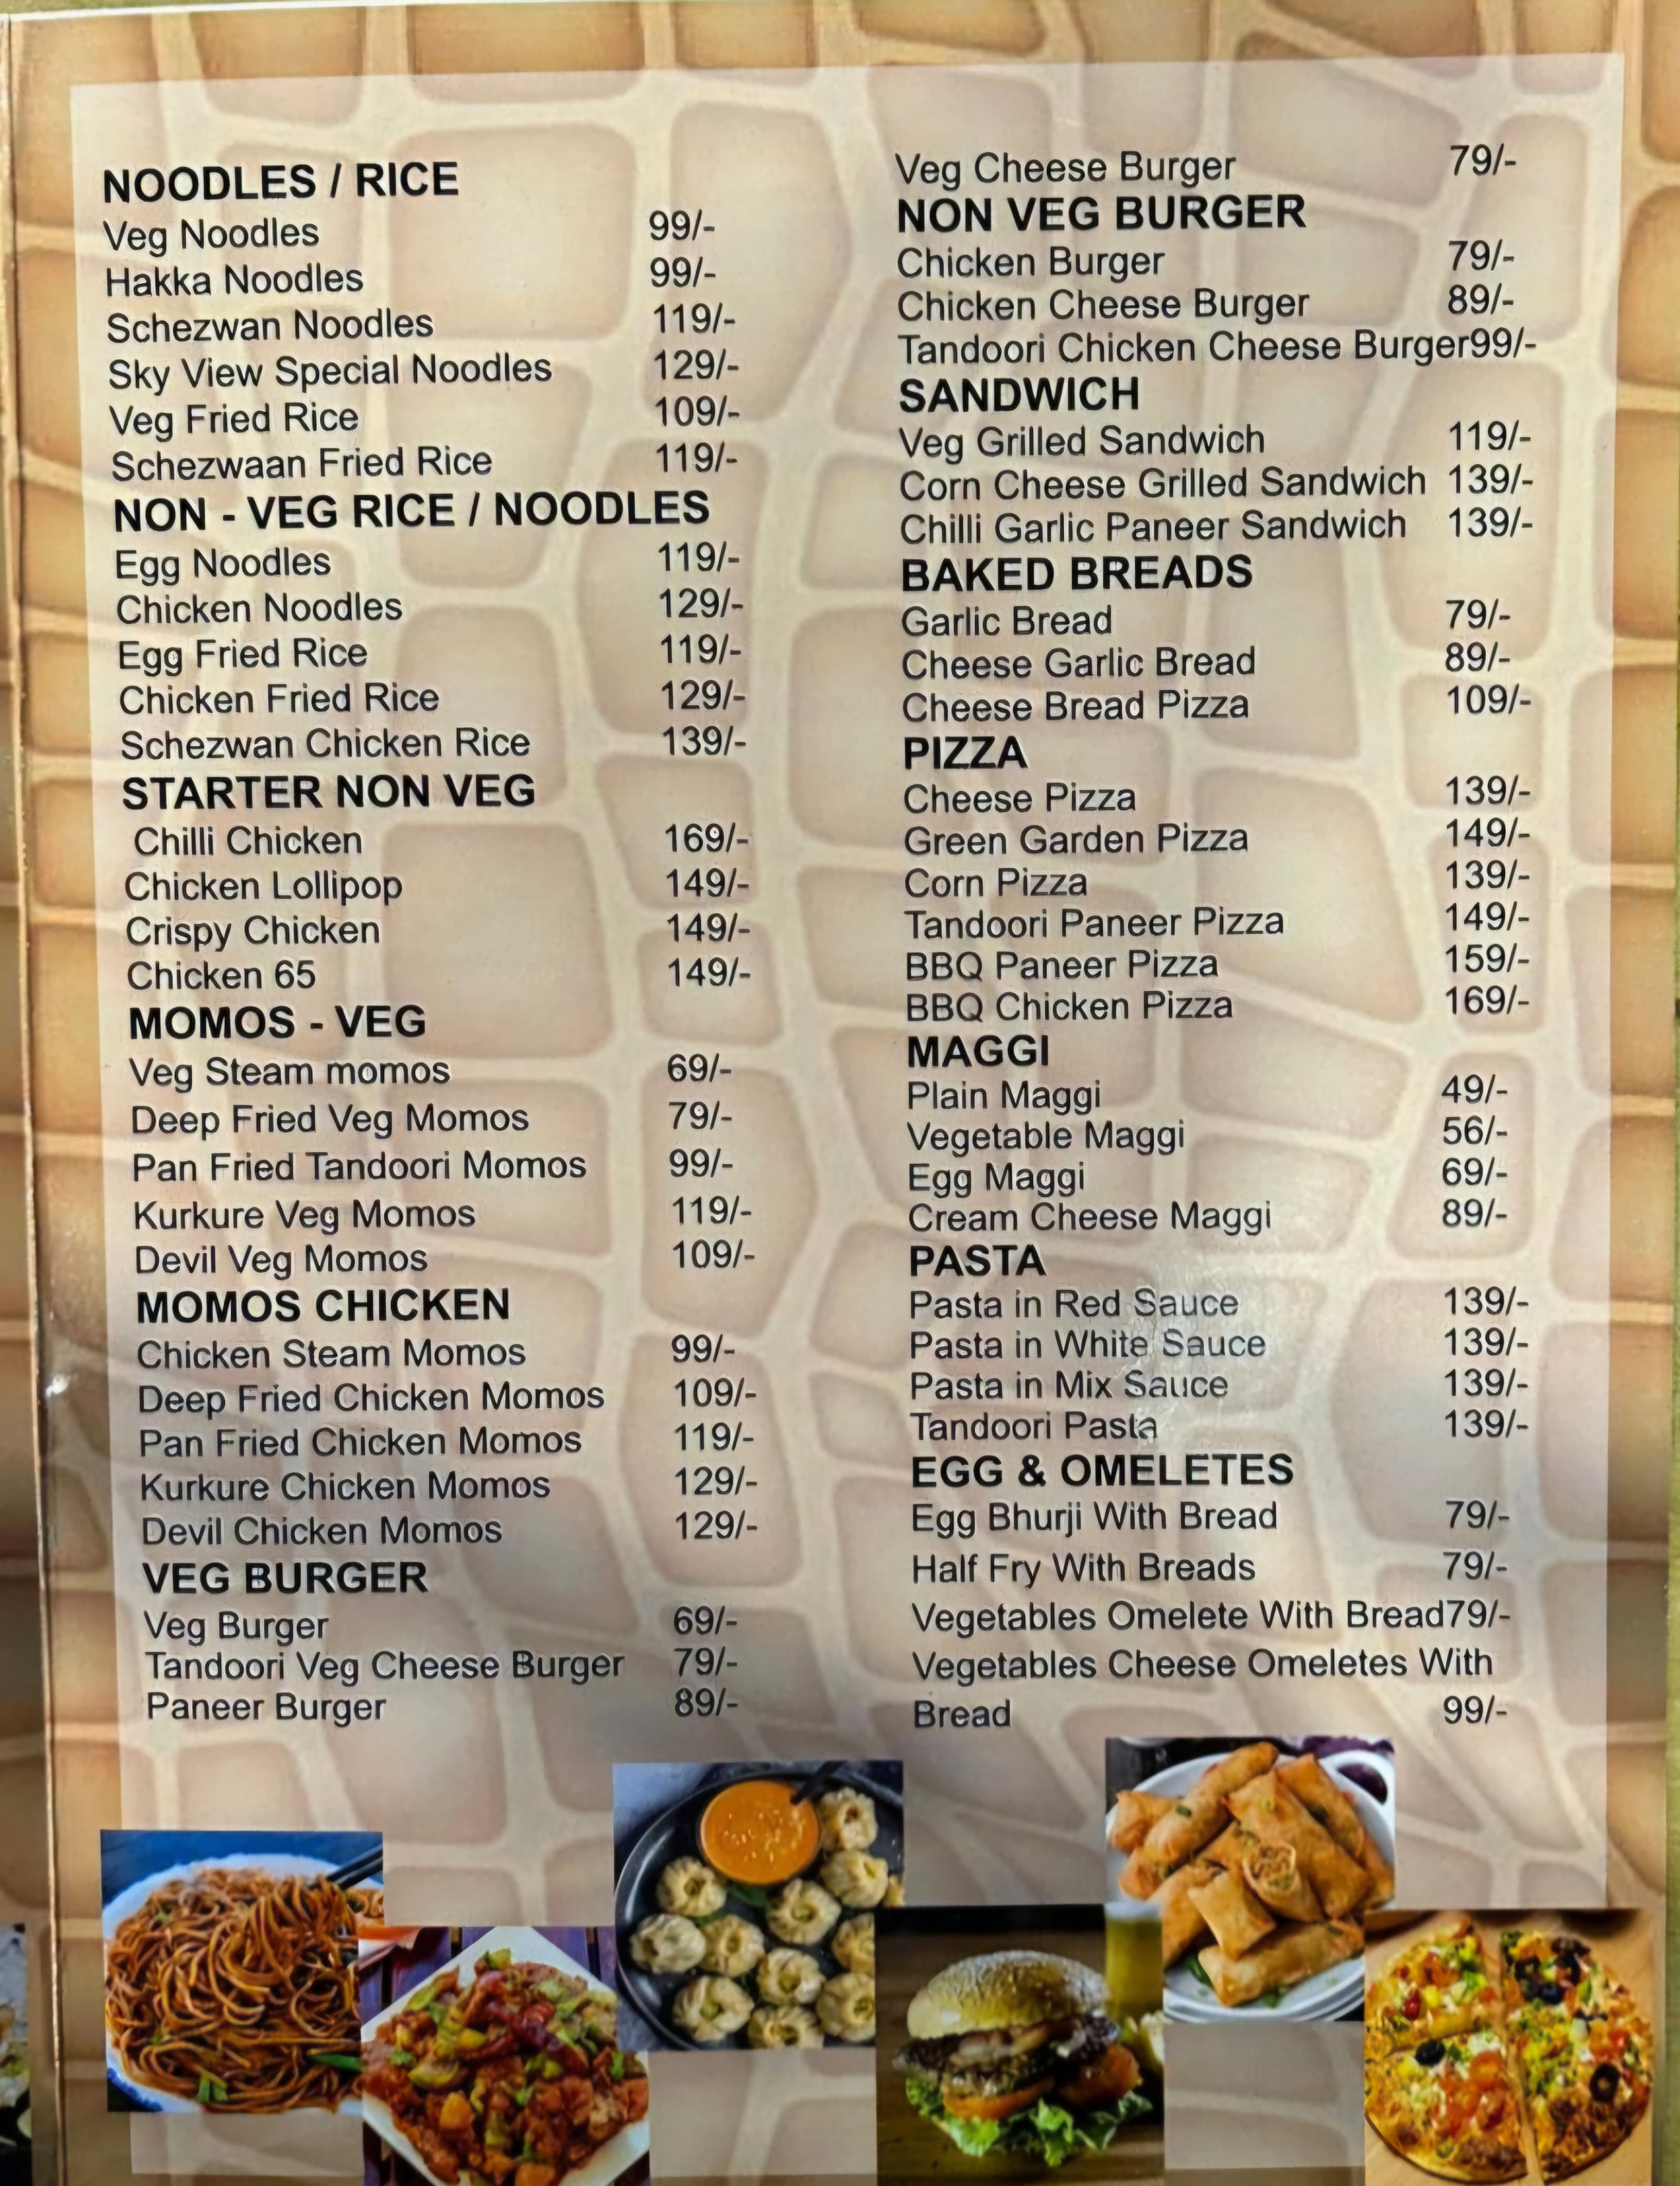 NOODLES / RICE
Veg Noodles 99/-
Hakka Noodles 99/-
Schezwan Noodles 119/-
Sky View Special Noodles 129/-
Veg Fried Rice 109/-
Schezwaan Fried Rice 119/-
NON - VEG RICE / NOODLES
Egg Noodles 119/-
Chicken Noodles 129/-
Egg Fried Rice 119/-
Chicken Fried Rice 129/-
Schezwan Chicken Rice 139/-
STARTER NON VEG
Chilli Chicken 169/-
Chicken Lollipop 149/-
Crispy Chicken 149/-
Chicken 65 149/-
MOMOS - VEG
Veg Steam momos 69/-
Deep Fried Veg Momos 79/-
Pan Fried Tandoori Momos 99/-
Kurkure Veg Momos 119/-
Devil Veg Momos 109/-
MOMOS CHICKEN
Chicken Steam Momos 99/-
Deep Fried Chicken Momos 109/-
Pan Fried Chicken Momos 119/-
Kurkure Chicken Momos 129/-
Devil Chicken Momos 129/-
VEG BURGER
Veg Burger 69/-
Tandoori Veg Cheese Burger 79/-
Paneer Burger 89/-
Veg Cheese Burger 79/-
NON VEG BURGER
Chicken Burger 79/-
Chicken Cheese Burger 89/-
Tandoori Chicken Cheese Burger99/-
SANDWICH
Veg Grilled Sandwich 119/-
Corn Cheese Grilled Sandwich 139/-
Chilli Garlic Paneer Sandwich 139/-
BAKED BREADS
Garlic Bread 79/-
Cheese Garlic Bread 89/-
Cheese Bread Pizza 109/-
PIZZA
Cheese Pizza 139/-
Green Garden Pizza 149/-
Corn Pizza 139/-
Tandoori Paneer Pizza 149/-
BBQ Paneer Pizza 159/-
BBQ Chicken Pizza 169/-
MAGGI
Plain Maggi 49/-
Vegetable Maggi 56/-
Egg Maggi 69/-
Cream Cheese Maggi 89/-
PASTA
Pasta in Red Sauce 139/-
Pasta in White Sauce 139/-
Pasta in Mix Sauce 139/-
Tandoori Pasta 139/-
EGG & OMELETES
Egg Bhurji With Bread 79/-
Half Fry With Breads 79/-
Vegetables Omelete With Bread79/-
Vegetables Cheese Omeletes With
Bread 99/-